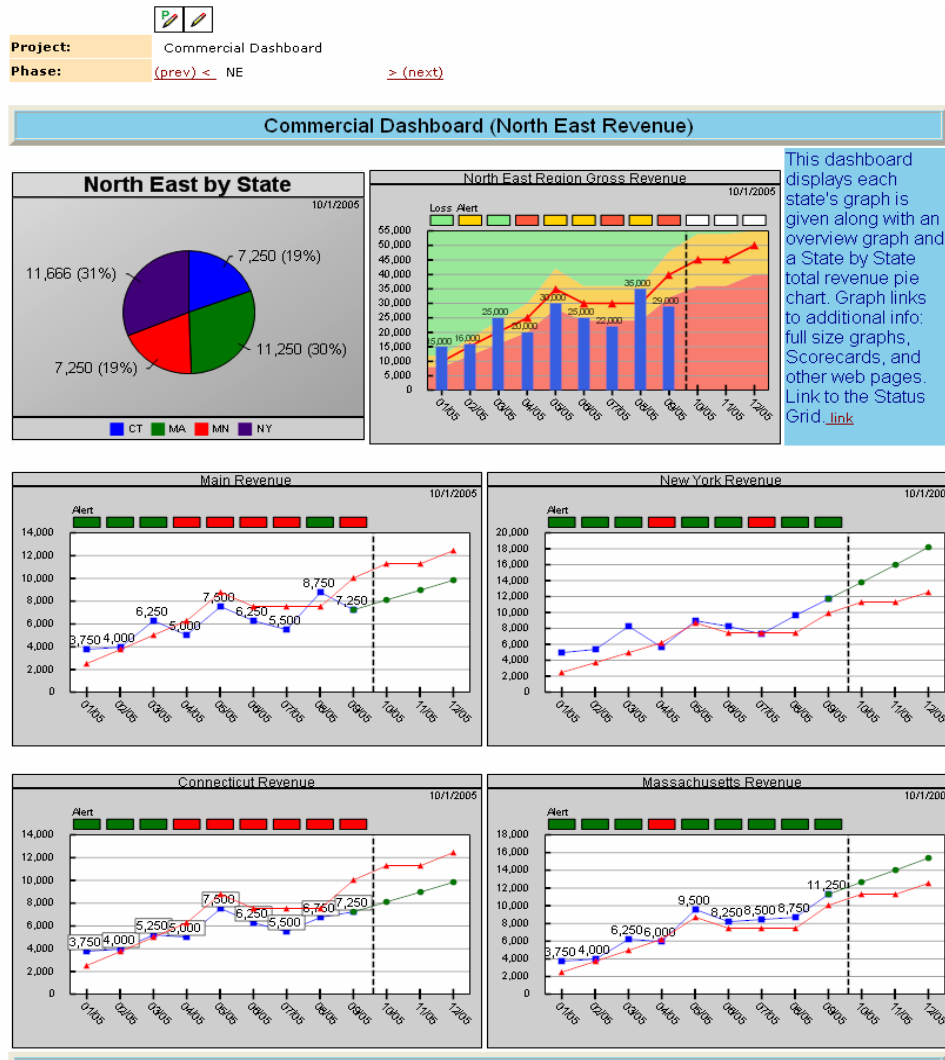 P
Project: Commercial Dashboard
Phase: (prev) < NE > (next)
Commercial Dashboard (North East Revenue)
North East by State
10/1/2005
7,250 (19%)
11,666 (31%)
7,250 (19%)
11,250 (30%)
CT MA MN NY
North East Region Gross Revenue
10/1/2005
Loss Alert
55,000
50,000
45,000
40,000
35,000
30,000
25,000
20,000
15,000
10,000
5,000
0
15,000 16,000 25,000 20,000 30,000 25,000 22,000 35,000 29,000
01/05 02/05 03/05 04/05 05/05 06/05 07/05 08/05 09/05 10/05 11/05 12/05
This dashboard
displays each
state's graph is
given along with an
overview graph and
a State by State
total revenue pie
chart. Graph links
to additional info:
full size graphs,
Scorecards, and
other web pages.
Link to the Status
Grid. link
Main Revenue
10/1/2005
Alert
14,000
12,000
10,000
8,000
6,000
4,000
2,000
0
3,750 4,000 6,250 5,000 7,500 6,250 5,500 8,750 7,250
01/05 02/05 03/05 04/05 05/05 06/05 07/05 08/05 09/05 10/05 11/05 12/05
New York Revenue
10/1/200
Alert
20,000
18,000
16,000
14,000
12,000
10,000
8,000
6,000
4,000
2,000
0
01/05 02/05 03/05 04/05 05/05 06/05 07/05 08/05 09/05 10/05 11/05 12/05
Connecticut Revenue
10/1/2005
Alert
14,000
12,000
10,000
8,000
6,000
4,000
2,000
0
3,750 4,000 5,250 5,000 7,500 6,250 5,500 6,750 7,250
01/05 02/05 03/05 04/05 05/05 06/05 07/05 08/05 09/05 10/05 11/05 12/05
Massachusetts Revenue
10/1/200
Alert
18,000
16,000
14,000
12,000
10,000
8,000
6,000
4,000
2,000
0
3,750 4,000 6,250 6,000 9,500 8,250 8,500 8,750 11,250
01/05 02/05 03/05 04/05 05/05 06/05 07/05 08/05 09/05 10/05 11/05 12/05